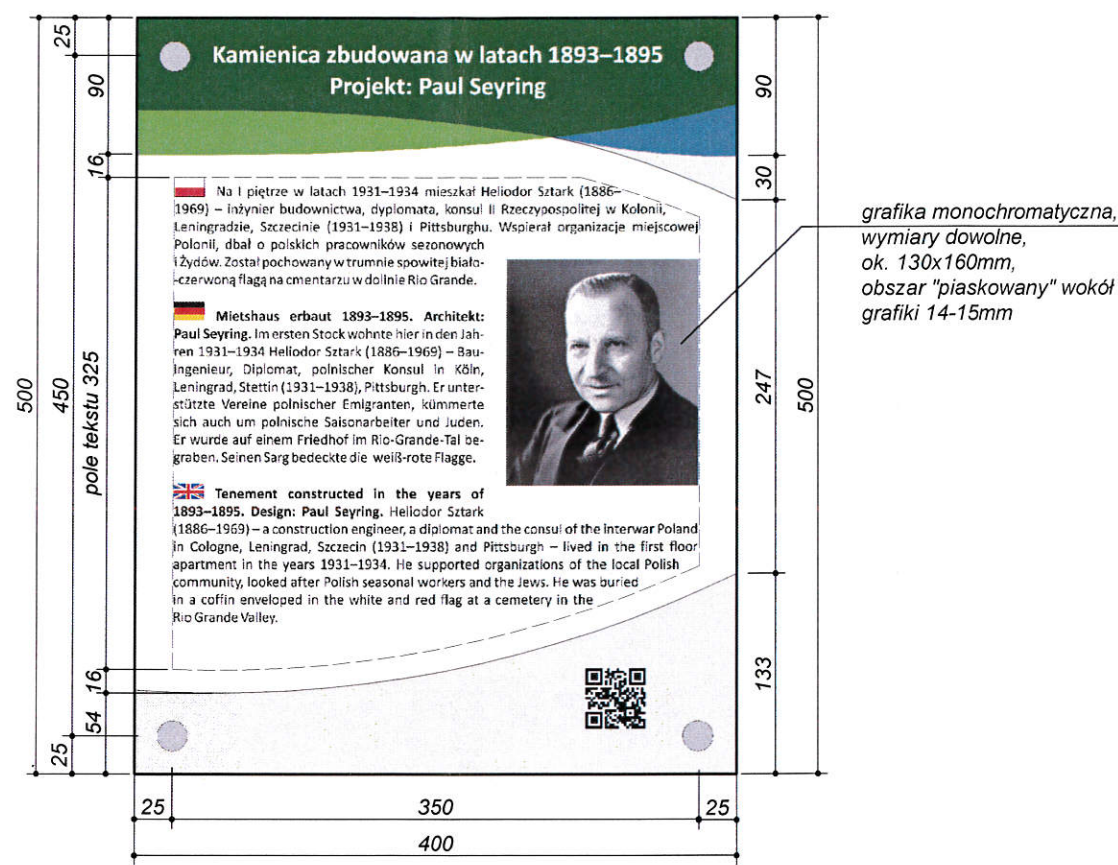 Kamienica zbudowana w latach 1893–1895
Projekt: Paul Seyring
Na I piętrze w latach 1931–1934 mieszkał Heliodor Sztark (1886–
1969) – inżynier budownictwa, dyplomata, konsul II Rzeczypospolitej w Kolonii,
Leningradzie, Szczecinie (1931–1938) i Pittsburghu. Wspierał organizacje miejscowej
Polonii, dbał o polskich pracowników sezonowych
i Żydów. Został pochowany w trumnie spowitej biało-
-czerwoną flagą na cmentarzu w dolinie Rio Grande.
Mietshaus erbaut 1893–1895. Architekt:
Paul Seyring. Im ersten Stock wohnte hier in den Jah-
ren 1931–1934 Heliodor Sztark (1886–1969) – Bau-
ingenieur, Diplomat, polnischer Konsul in Köln,
Leningrad, Stettin (1931–1938), Pittsburgh. Er unter-
stützte Vereine polnischer Emigranten, kümmerte
sich auch um polnische Saisonarbeiter und Juden.
Er wurde auf einem Friedhof im Rio-Grande-Tal be-
graben. Seinen Sarg bedeckte die weiß-rote Flagge.
Tenement constructed in the years of
1893–1895. Design: Paul Seyring. Heliodor Sztark
(1886–1969) – a construction engineer, a diplomat and the consul of the interwar Poland
in Cologne, Leningrad, Szczecin (1931–1938) and Pittsburgh – lived in the first floor
apartment in the years 1931–1934. He supported organizations of the local Polish
community, looked after Polish seasonal workers and the Jews. He was buried
in a coffin enveloped in the white and red flag at a cemetery in the
Rio Grande Valley.
grafika monochromatyczna,
wymiary dowolne,
ok. 130x160mm,
obszar "piaskowany" wokół
grafiki 14-15mm
500
25
450
25
90
16
pole tekstu 325
16
54
90
30
247
133
500
25
350
25
400